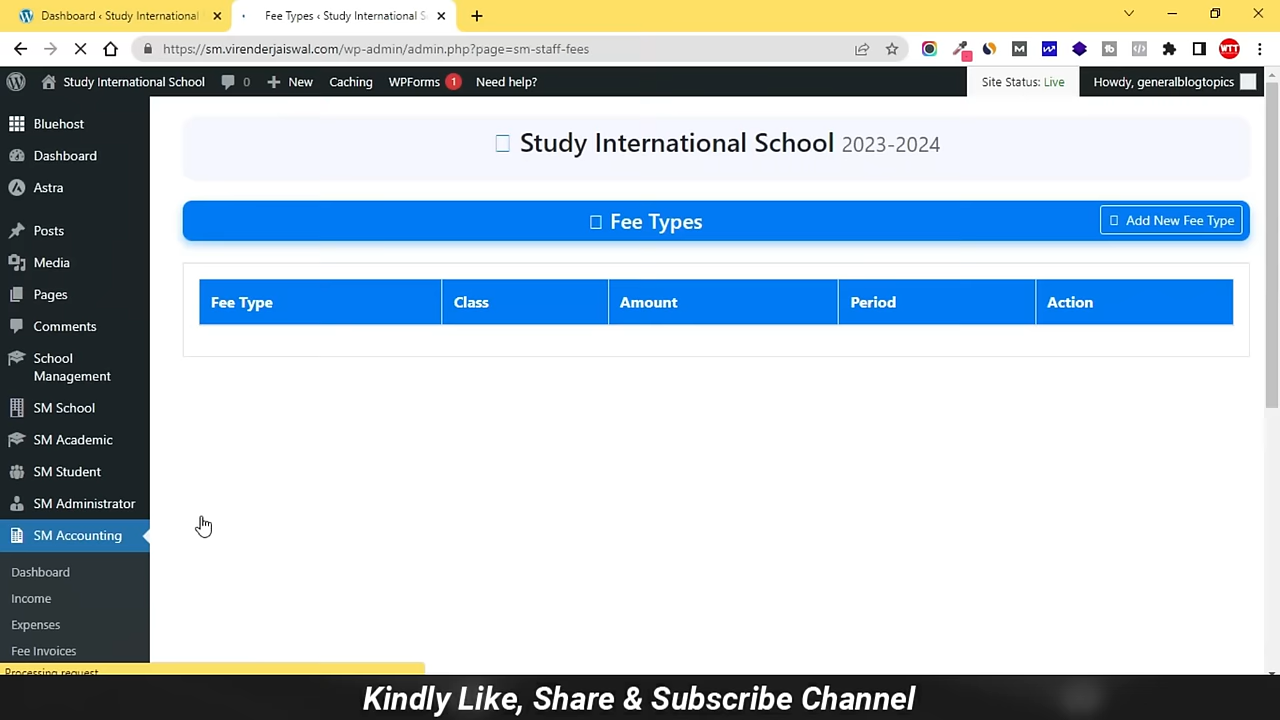 Dashboard ‹ Study International
Fee Types ‹ Study International S
https://sm.virenderjaiswal.com/wp-admin/admin.php?page=sm-staff-fees
Study International School
0
New
Caching
WPForms 1
Need help?
Site Status: Live
Howdy, generalblogtopics
Bluehost
Dashboard
Astra
Posts
Media
Pages
Comments
School
Management
SM School
SM Academic
SM Student
SM Administrator
SM Accounting
Dashboard
Income
Expenses
Fee Invoices
Study International School 2023-2024
Fee Types
Add New Fee Type
Fee Type Class Amount Period Action
Processing request
Kindly Like, Share & Subscribe Channel